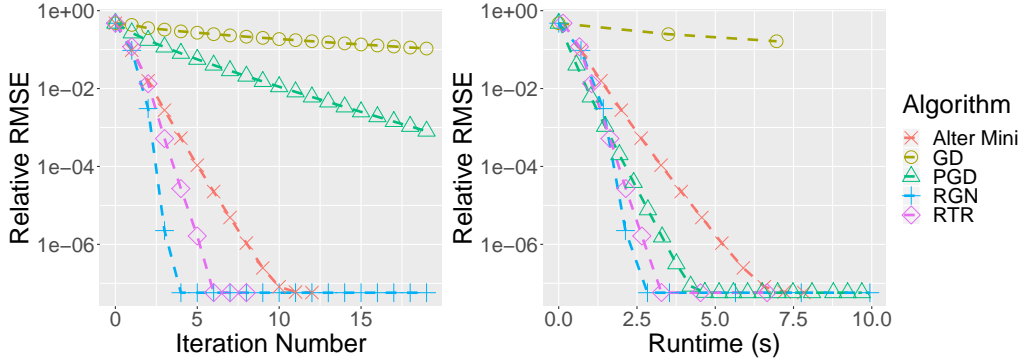 1e+00
1e−02
1e−04
1e−06
Relative RMSE
0
5
10
15
Iteration Number
1e+00
1e−02
1e−04
1e−06
Relative RMSE
0.0
2.5
5.0
7.5
10.0
Runtime (s)
Algorithm
Alter Mini
GD
PGD
RGN
RTR